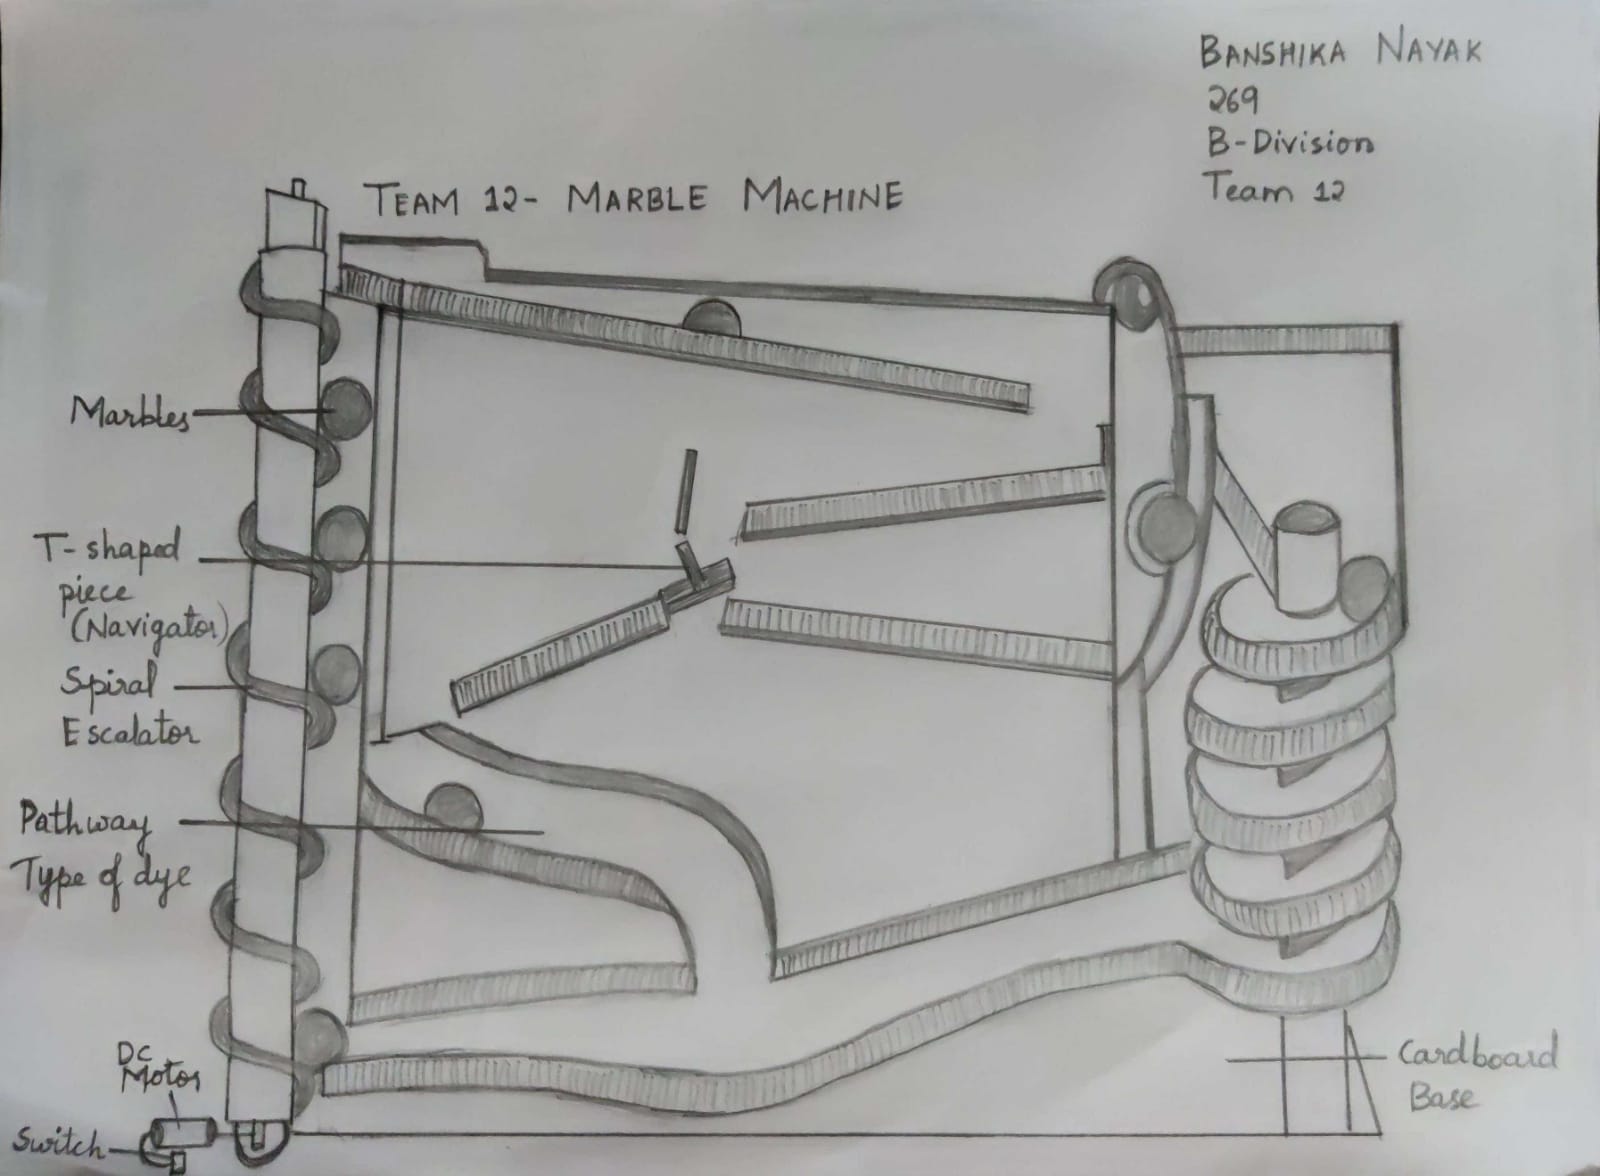 BANSHIKA NAYAK
269
B-Division
Team 12
TEAM 12- MARBLE MACHINE
Marbles
T-shaped
piece
(Navigator)
Spiral
Escalator
Pathway
Type of dye
DC
Motor
Switch
Cardboard
Base